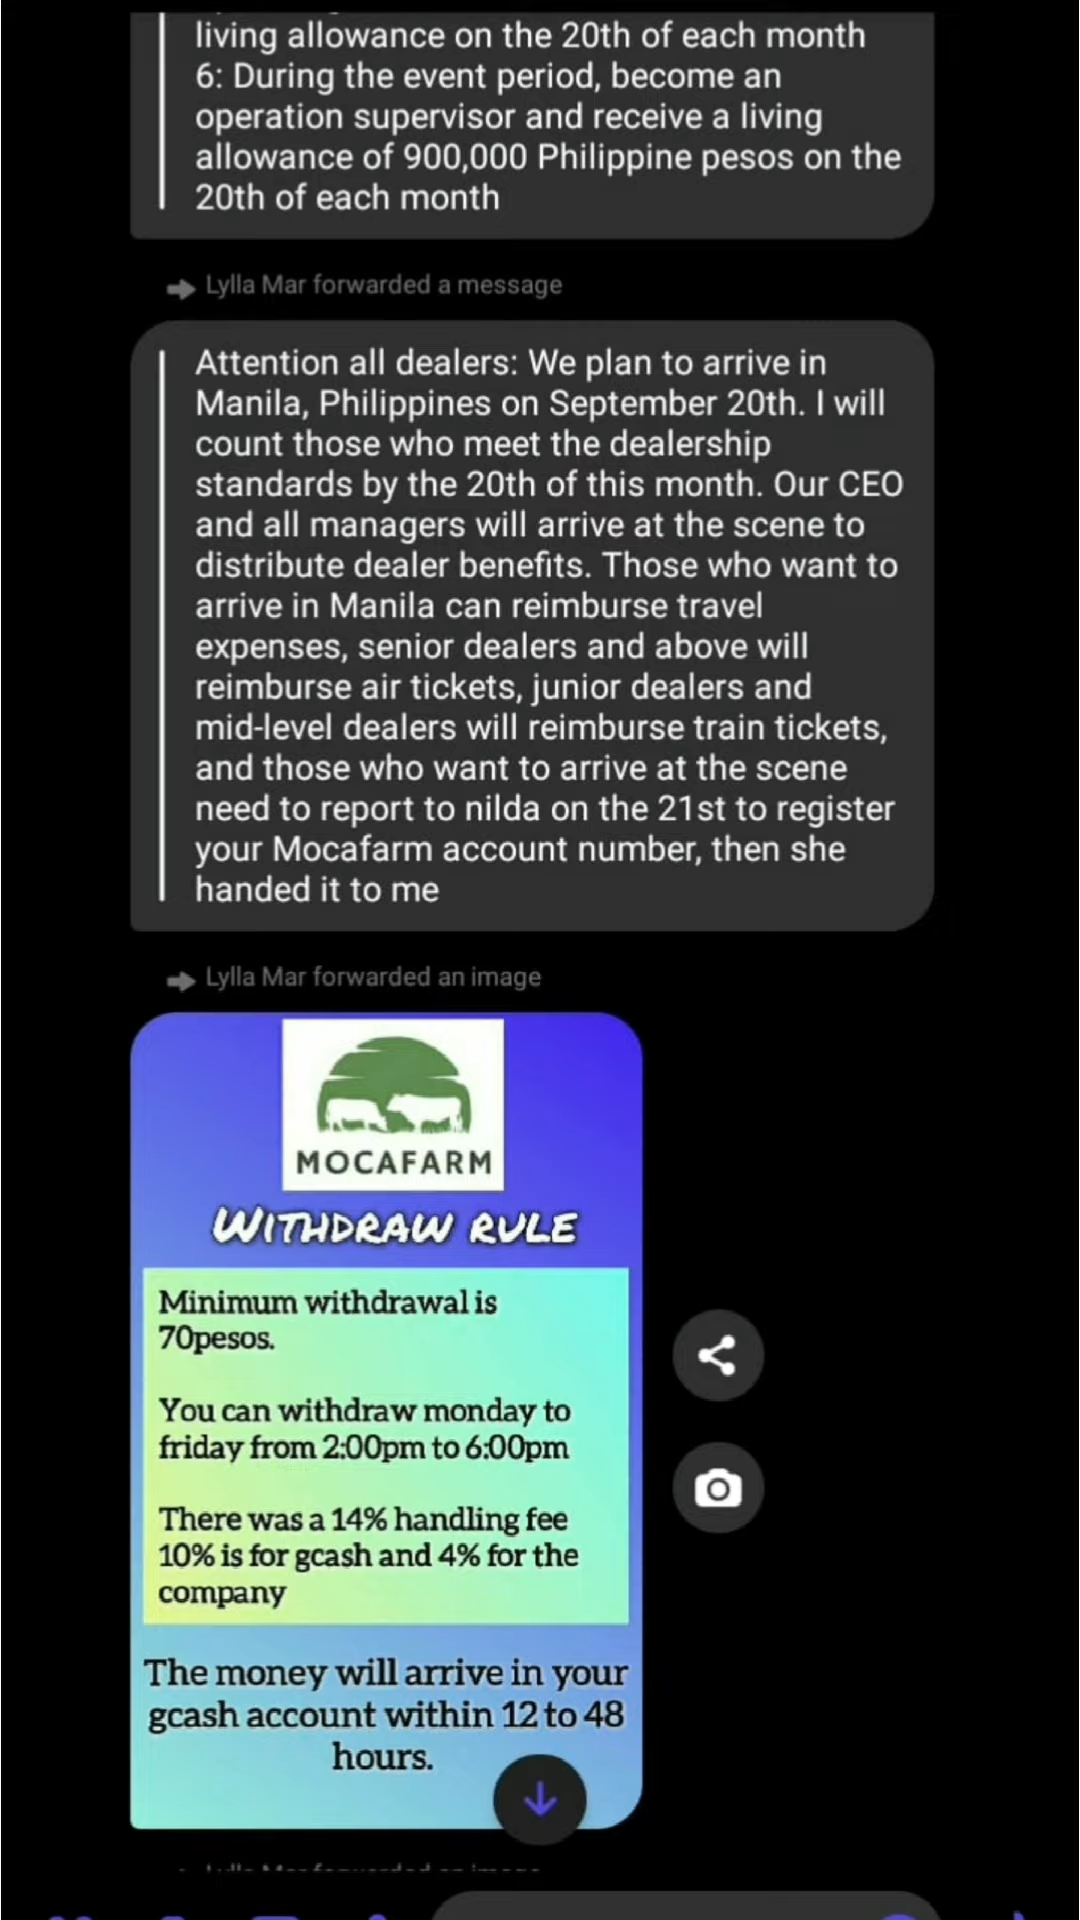 living allowance on the 20th of each month
6: During the event period, become an
operation supervisor and receive a living
allowance of 900,000 Philippine pesos on the
20th of each month
Lylla Mar forwarded a message
Attention all dealers: We plan to arrive in
Manila, Philippines on September 20th. I will
count those who meet the dealership
standards by the 20th of this month. Our CEO
and all managers will arrive at the scene to
distribute dealer benefits. Those who want to
arrive in Manila can reimburse travel
expenses, senior dealers and above will
reimburse air tickets, junior dealers and
mid-level dealers will reimburse train tickets,
and those who want to arrive at the scene
need to report to nilda on the 21st to register
your Mocafarm account number, then she
handed it to me
Lylla Mar forwarded an image
MOCAFARM
WITHDRAW RULE
Minimum withdrawal is
70pesos.
You can withdraw monday to
friday from 2:00pm to 6:00pm
There was a 14% handling fee
10% is for gcash and 4% for the
company
The money will arrive in your
gcash account within 12 to 48
hours.